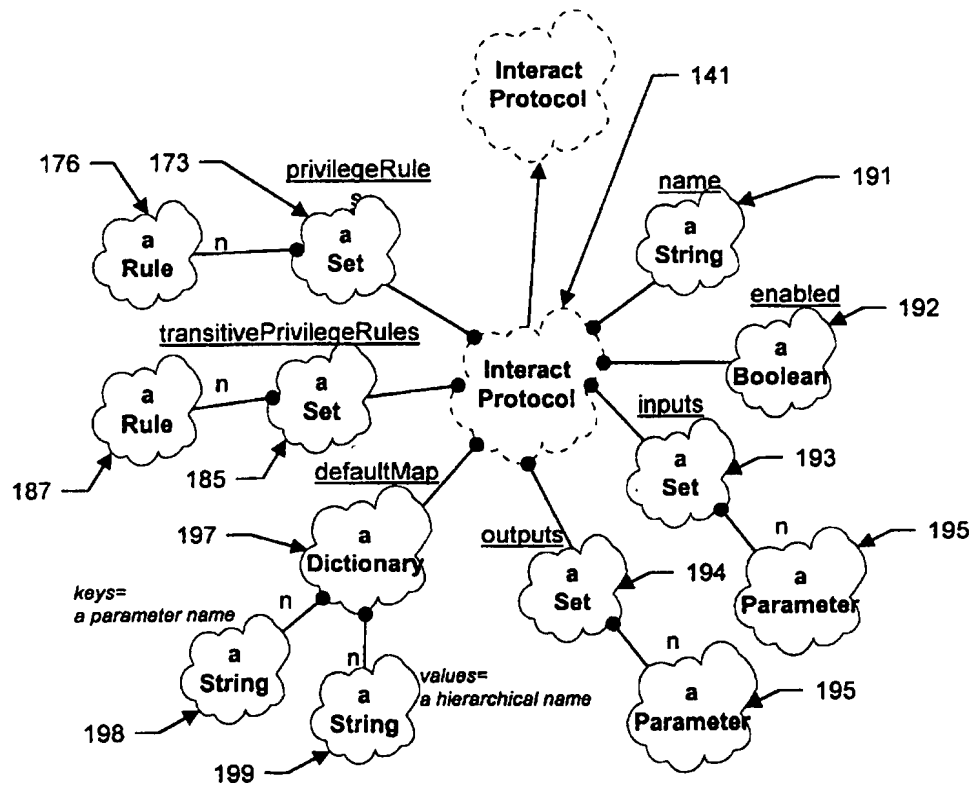 Interact
Protocol
141
176
173
privilegeRule
s
name
191
a
Rule
n
a
Set
a
String
enabled
192
transitivePrivilegeRules
a
Boolean
Interact
Protocol
a
Rule
n
a
Set
inputs
187
185
defaultMap
a
Set
193
197
a
Dictionary
outputs
n
195
keys=
a parameter name
n
a
Set
194
a
Parameter
a
String
n
values=
a hierarchical name
n
198
a
String
a
Parameter
195
199